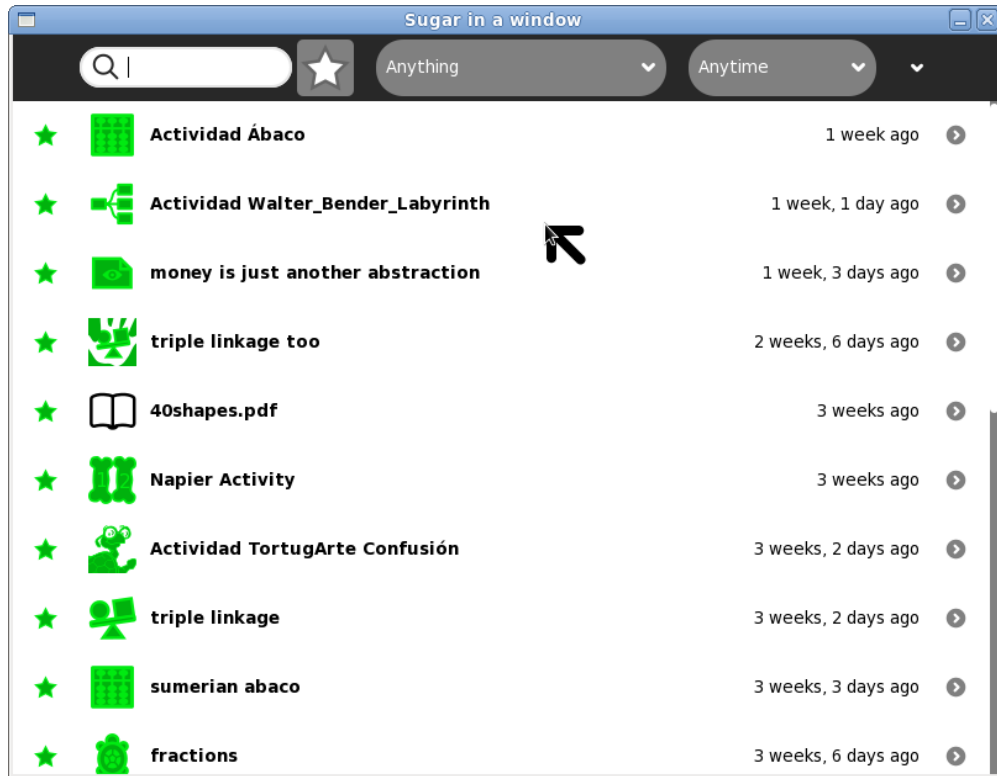 Sugar in a window
Anything
Anytime
Actividad Ábaco
1 week ago
Actividad Walter_Bender_Labyrinth
1 week, 1 day ago
money is just another abstraction
1 week, 3 days ago
triple linkage too
2 weeks, 6 days ago
40shapes.pdf
3 weeks ago
Napier Activity
3 weeks ago
Actividad TortugArte Confusión
3 weeks, 2 days ago
triple linkage
3 weeks, 2 days ago
sumerian abaco
3 weeks, 3 days ago
fractions
3 weeks, 6 days ago